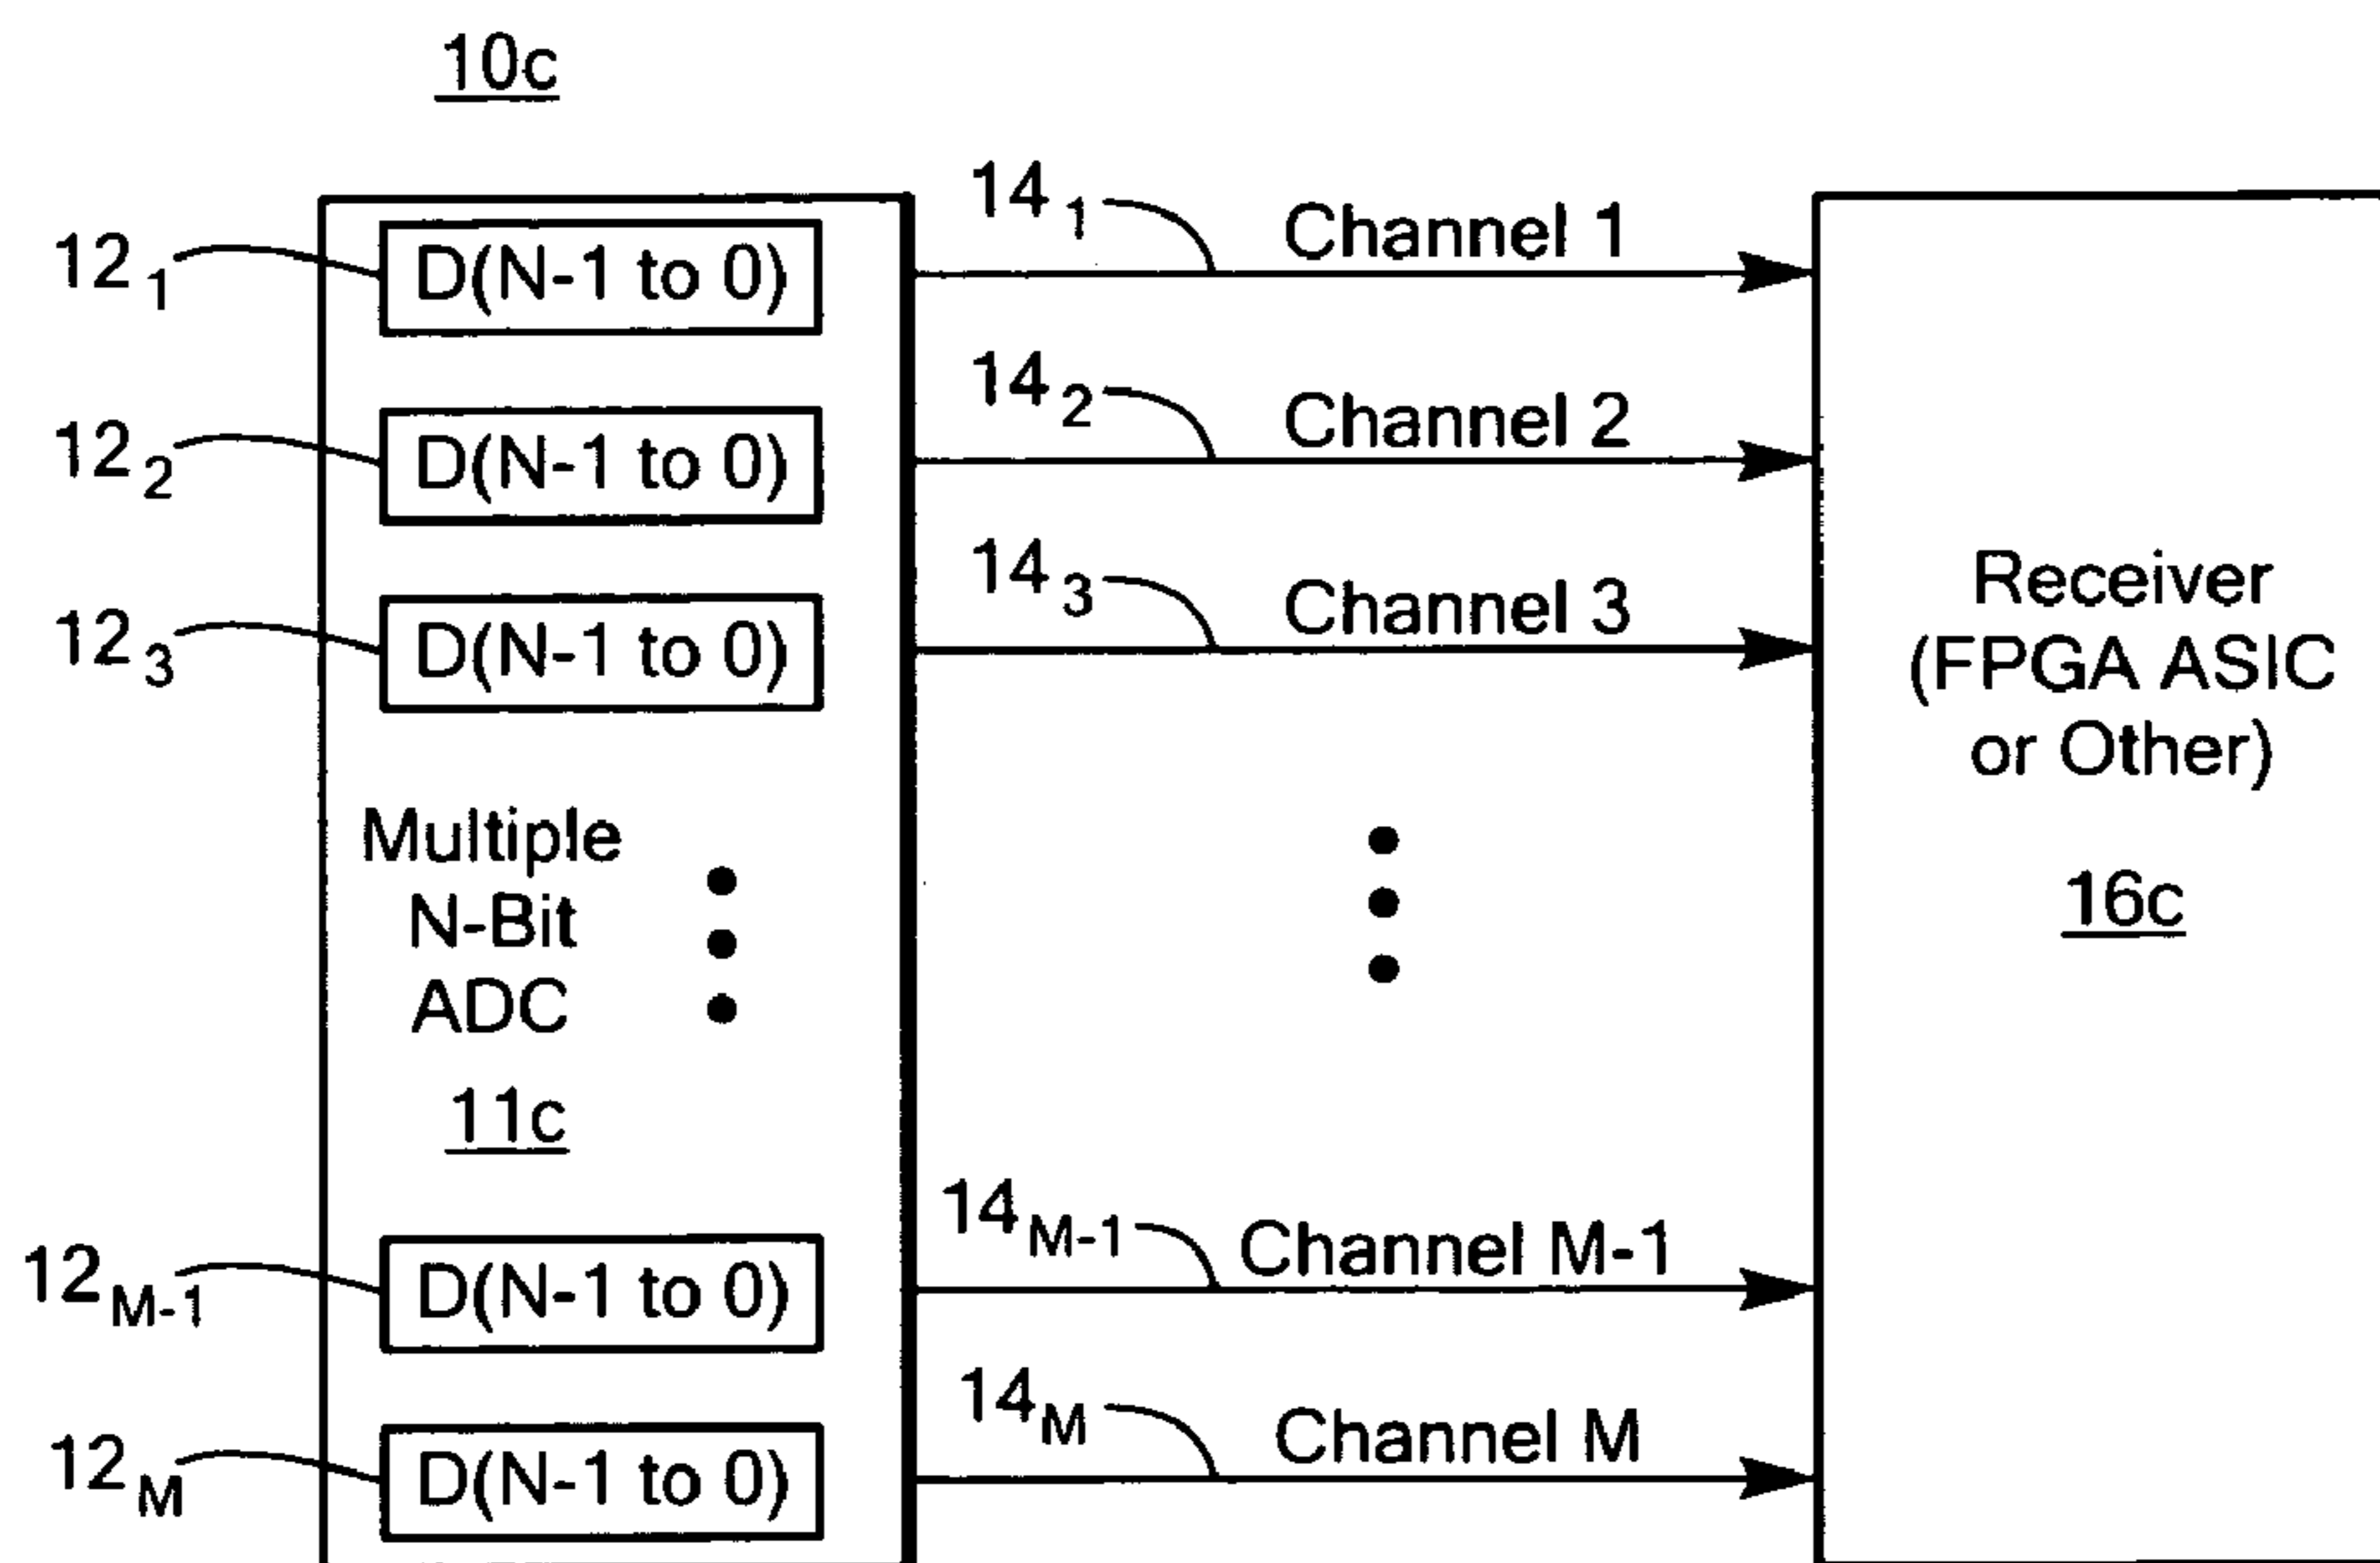 10c
12 1
D(N-1 to 0)
14 1
Channel 1
12 2
D(N-1 to 0)
14 2
Channel 2
12 3
D(N-1 to 0)
14 3
Channel 3
Receiver
(FPGA ASIC
or Other)
16c
Multiple
N-Bit
ADC
11c
12 M-1
D(N-1 to 0)
14 M-1
Channel M-1
12 M
D(N-1 to 0)
14 M
Channel M